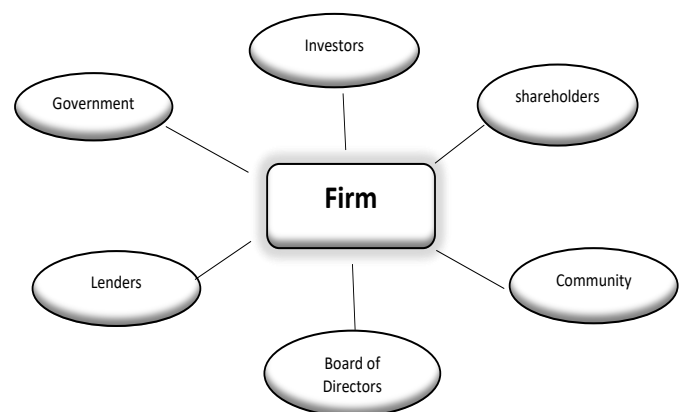 Investors
Government
shareholders
Firm
Lenders
Community
Board of
Directors